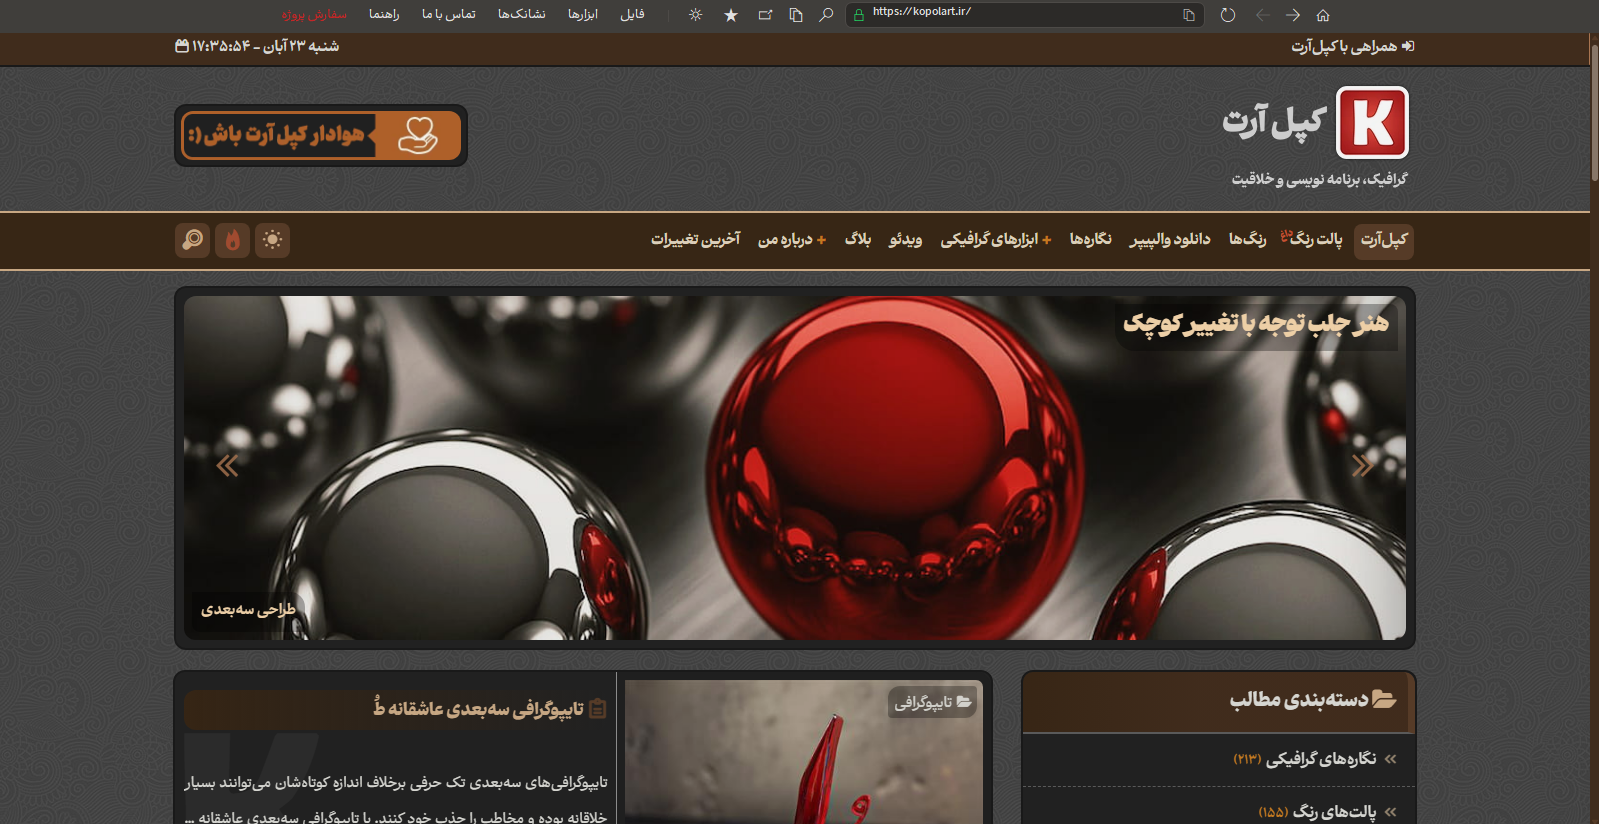 https://kopolart.ir/
فایل
ابزارها
نشانک‌ها
تماس با ما
راهنما
سفارش پروژه
همراهی با کپل‌آرت
شنبه ۲۳ آبان - ۱۷:۳۵:۵۴
K
کپل آرت
گرافیک، برنامه نویسی و خلاقیت
هوادار کپل آرت باش (:
کپل‌آرت
پالت رنگ داغ
رنگ‌ها
دانلود والپیپر
نگاره‌ها
+ ابزارهای گرافیکی
ویدئو
بلاگ
+ درباره من
آخرین تغییرات
هنر جلب توجه با تغییر کوچک
طراحی سه‌بعدی
دسته‌بندی مطالب
نگاره‌های گرافیکی (۲۱۳)
پالت‌های رنگ (۱۵۵)
تایپوگرافی
تایپوگرافی سه‌بعدی عاشقانه طُ
تایپوگرافی‌های سه‌بعدی تک حرفی برخلاف اندازه کوتاه‌شان می‌توانند بسیار
خلاقانه بوده و مخاطب را جذب خود کنند. با تایپوگرافی سه‌بعدی عاشقانه ...